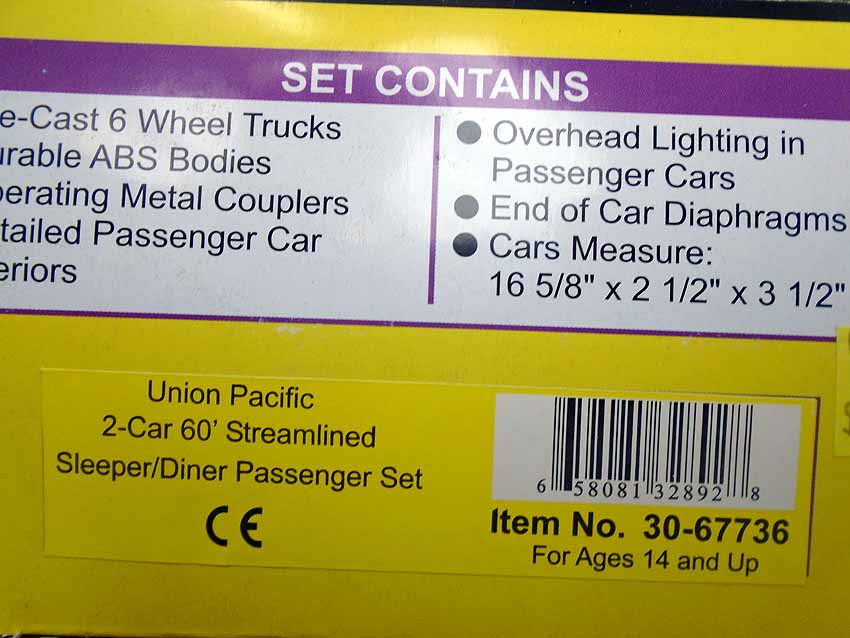 SET CONTAINS
e-Cast 6 Wheel Trucks
urable ABS Bodies
perating Metal Couplers
tailed Passenger Car
eriors
● Overhead Lighting in
Passenger Cars
● End of Car Diaphragms
● Cars Measure:
16 5/8" x 2 1/2" x 3 1/2"
Union Pacific
2-Car 60' Streamlined
Sleeper/Diner Passenger Set
CE
6 58081 32892 8
Item No. 30-67736
For Ages 14 and Up